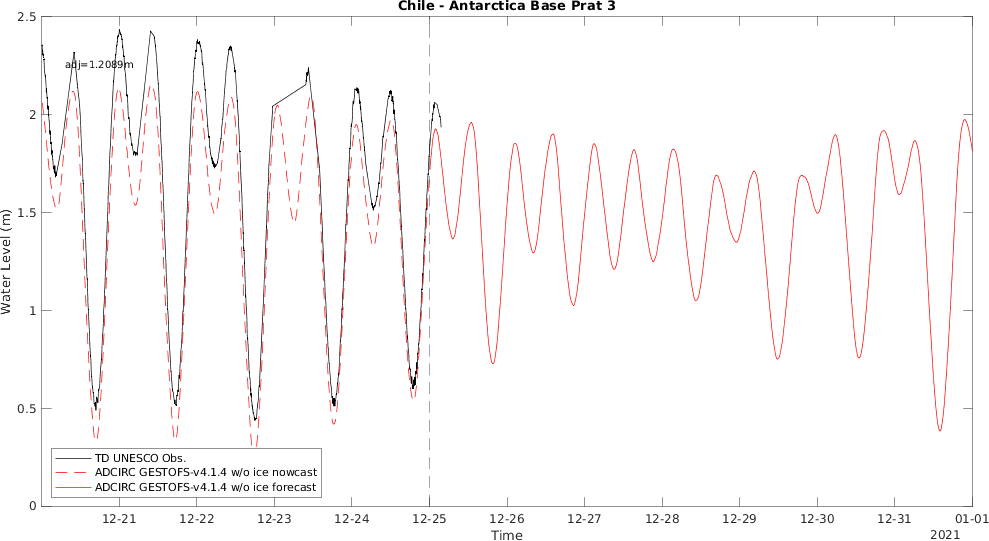 Chile - Antarctica Base Prat 3
2.5
adj=1.2089m
2
1.5
Water Level (m)
1
0.5
TD UNESCO Obs.
ADCIRC GESTOFS-v4.1.4 w/o ice nowcast
ADCIRC GESTOFS-v4.1.4 w/o ice forecast
0
12-21 12-22 12-23 12-24 12-25 12-26 12-27 12-28 12-29 12-30 12-31 01-01
Time 2021